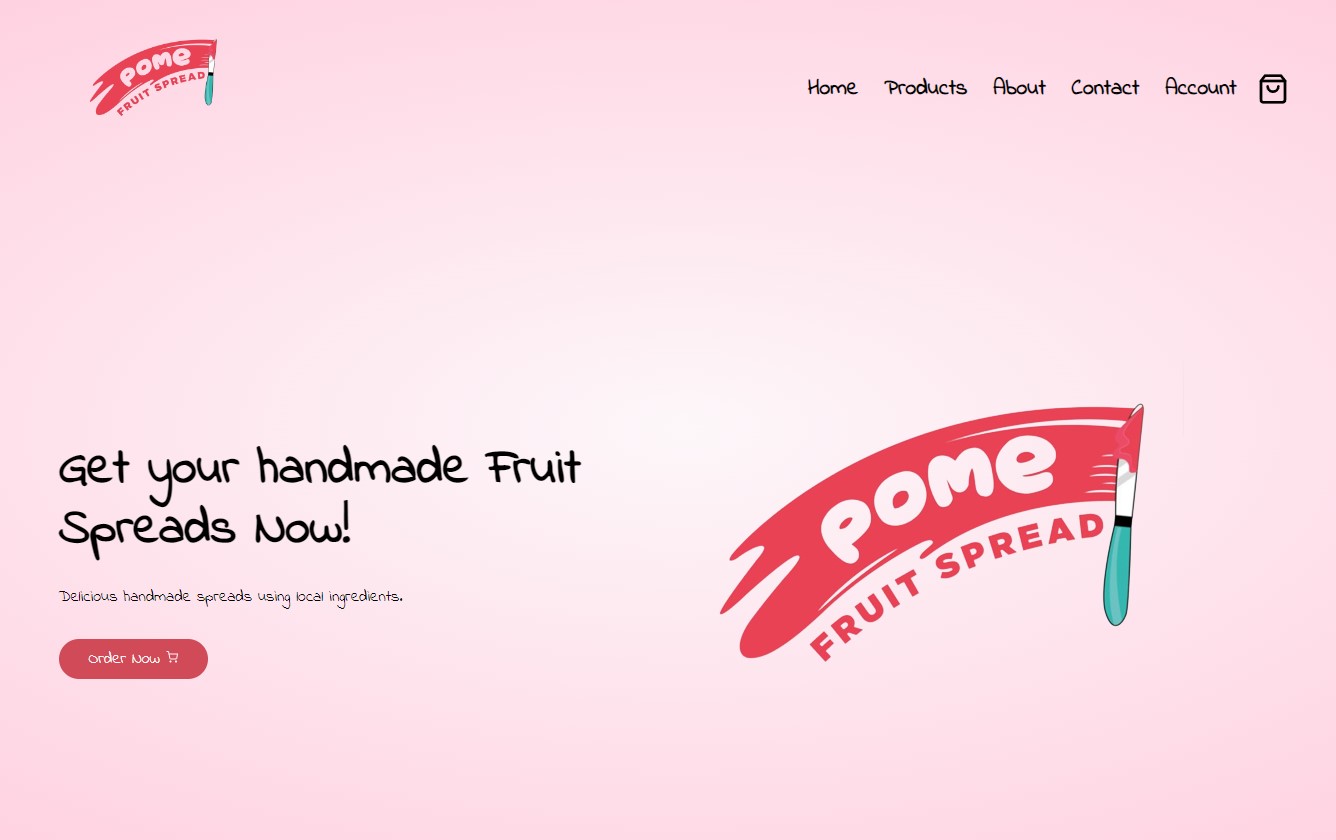 POME
FRUIT SPREAD
Home Products About Contact Account
Get your handmade Fruit
Spreads Now!
Delicious handmade spreads using local ingredients.
Order Now
POME
FRUIT SPREAD